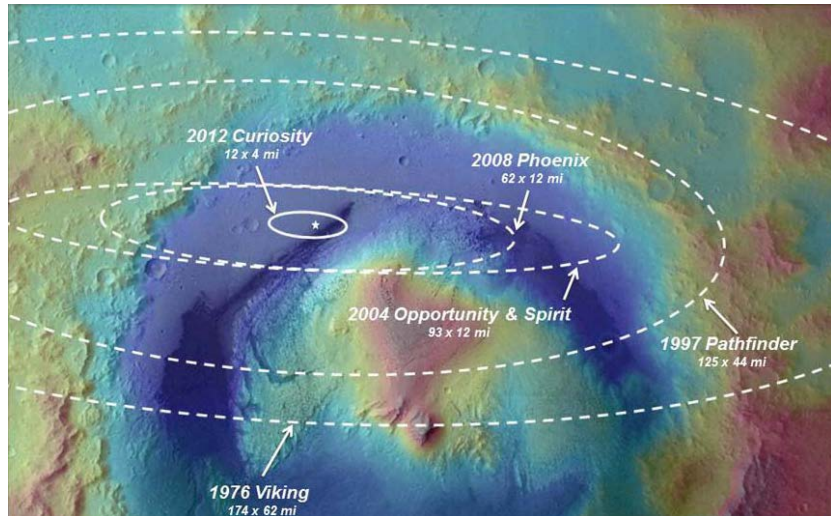 2012 Curiosity
12 x 4 mi
2008 Phoenix
62 x 12 mi
2004 Opportunity & Spirit
93 x 12 mi
1997 Pathfinder
125 x 44 mi
1976 Viking
174 x 62 mi